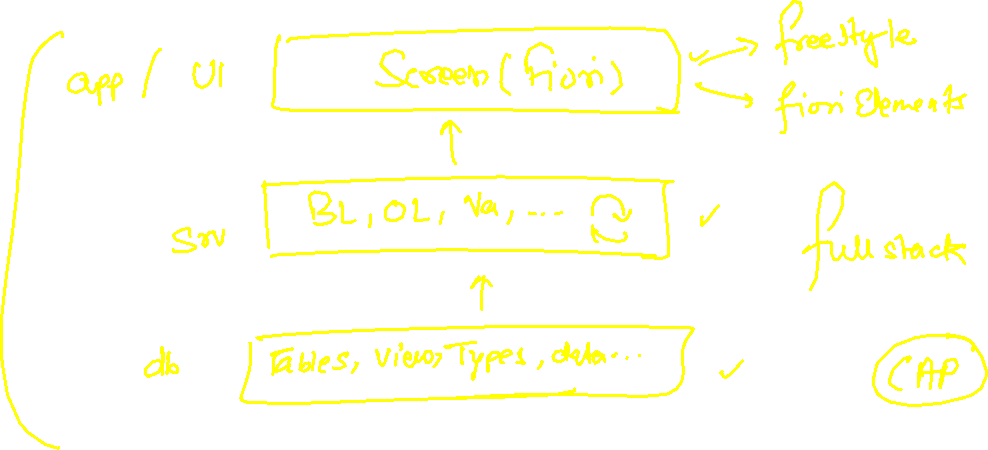 freestyle
app / UI Screen (fiori)
fiori Elements
BL, OL, Va, ...
Srv
full stack
db Tables, View, Types, data...
CAP